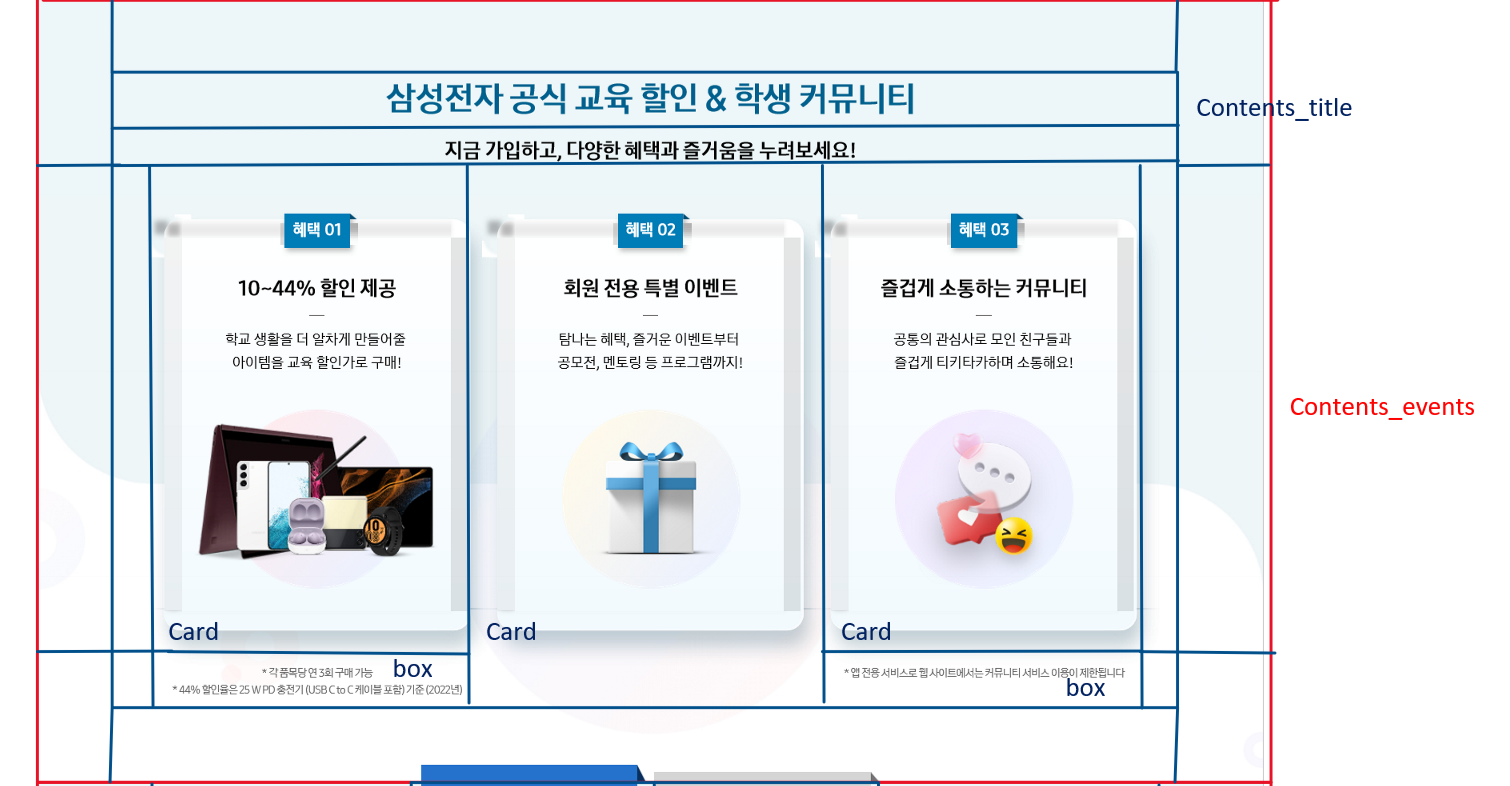 삼성전자 공식 교육 할인 & 학생 커뮤니티
Contents_title
지금 가입하고, 다양한 혜택과 즐거움을 누려보세요!
혜택 01
10~44% 할인 제공
학교 생활을 더 알차게 만들어줄
아이템을 교육 할인가로 구매!
Card
* 각 품목당 연 3회 구매 가능
box
* 44% 할인율은 25 W PD 충전기 (USB C to C 케이블 포함) 기준 (2022년)
혜택 02
회원 전용 특별 이벤트
탐나는 혜택, 즐거운 이벤트부터
공모전, 멘토링 등 프로그램까지!
Card
혜택 03
즐겁게 소통하는 커뮤니티
공통의 관심사로 모인 친구들과
즐겁게 티키타카하며 소통해요!
Card
* 앱 전용 서비스로 웹 사이트에서는 커뮤니티 서비스 이용이 제한됩니다
box
Contents_events